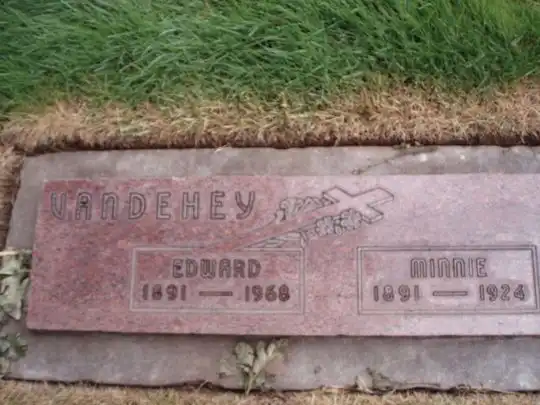 VANDEHEY
EDWARD
1891 — 1968
MINNIE
1891 — 1924